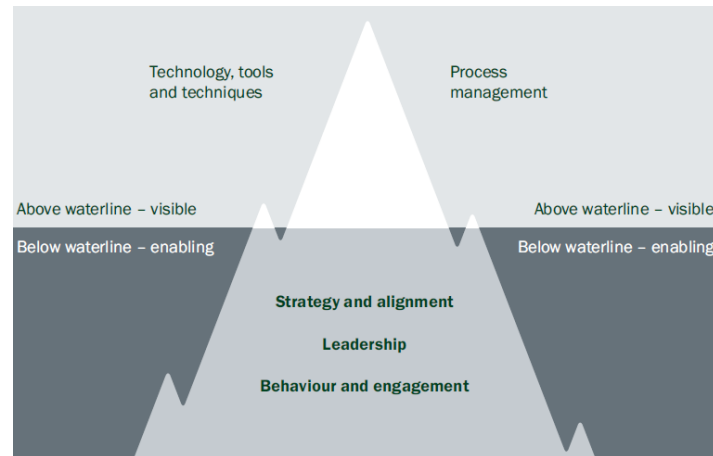 Technology, tools
and techniques
Process
management
Above waterline – visible
Above waterline – visible
Below waterline – enabling
Below waterline – enabling
Strategy and alignment
Leadership
Behaviour and engagement